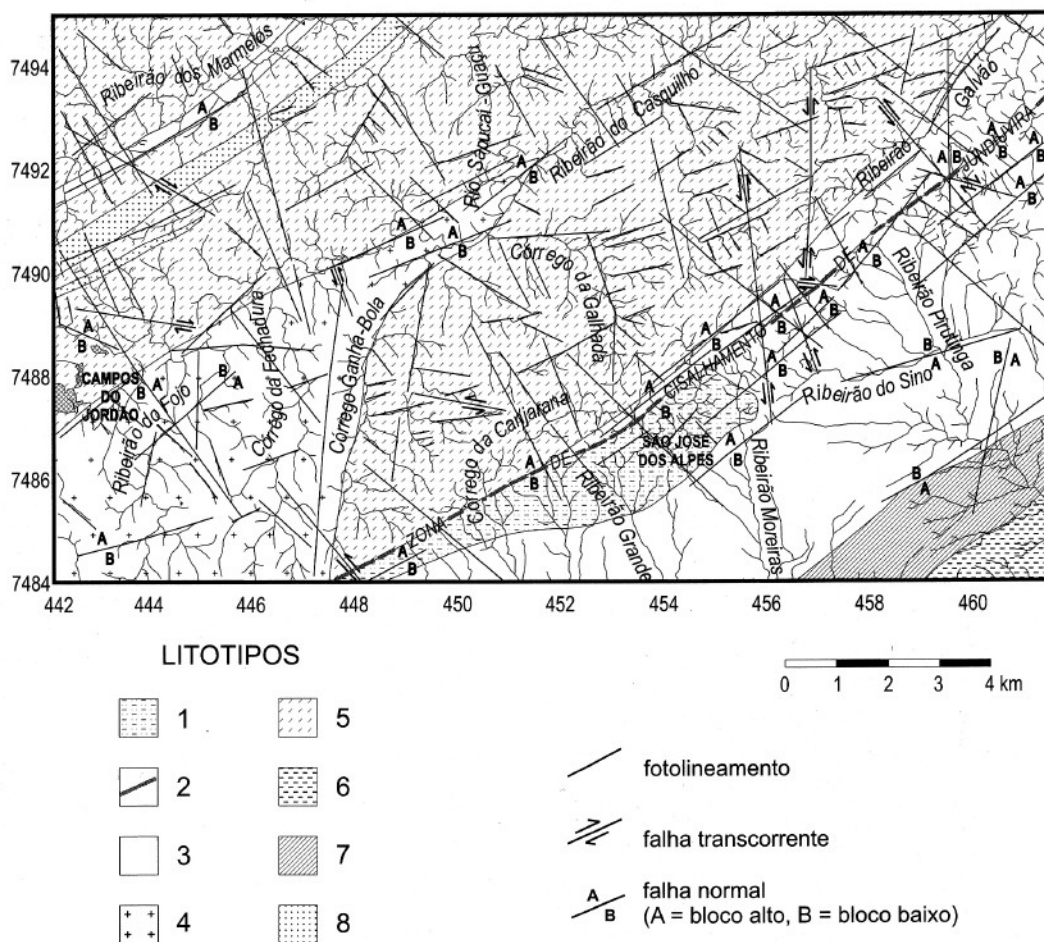 7494
7492
7490
7488
7486
7484
442
444
446
448
450
452
454
456
458
460
Ribeirão dos Marmelos
Rio Sapucaí-Guaçu
Ribeirão do Casquilho
Ribeirão Galvão
ZONA DE CISALHAMENTO DE JUNDIUVIRA
Córrego da Galhada
Ribeirão Pirutinga
Ribeirão do Sino
Córrego da Fechadura
Córrego Ganha-Bola
CAMPOS
DO
JORDÃO
Ribeirão do Fojo
Córrego da Canjarana
SÃO JOSÉ
DOS ALPES
Ribeirão Grande
Ribeirão Moreiras
A
B
LITOTIPOS
1
2
3
4
5
6
7
8
0 1 2 3 4 km
fotolineamento
falha transcorrente
A
B
falha normal
(A = bloco alto, B = bloco baixo)